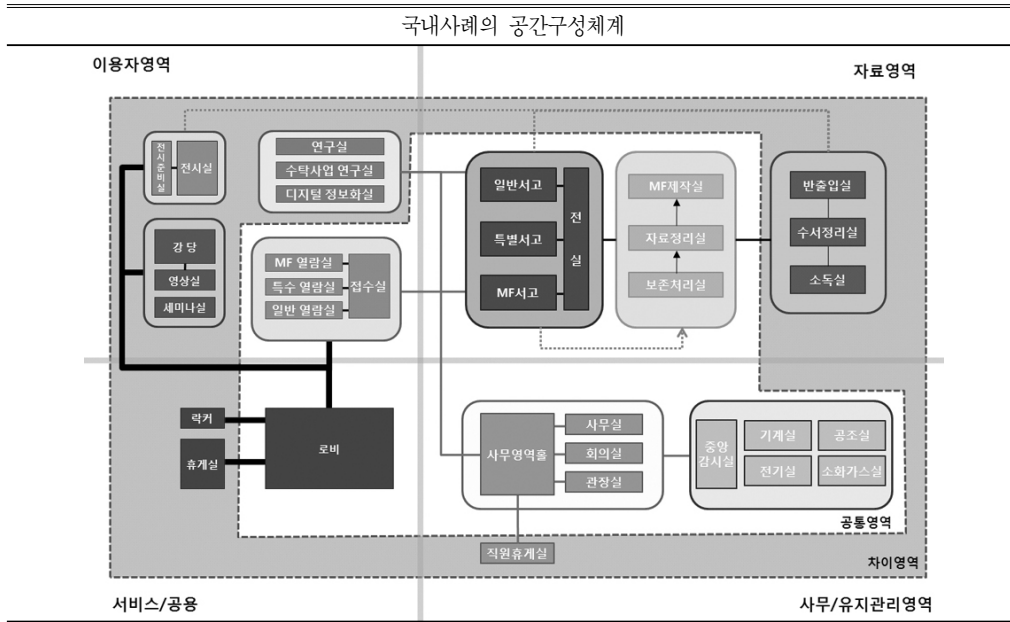 국내사례의 공간구성체계
이용자영역
자료영역
전시준비실
전시실
연구실
수탁사업 연구실
디지털 정보화실
강 당
영상실
세미나실
MF 열람실
특수 열람실
일반 열람실
접수실
일반서고
특별서고
MF서고
전 실
MF제작실
자료정리실
보존처리실
반출입실
수서정리실
소독실
락커
휴게실
로비
사무영역홀
사무실
회의실
관장실
직원휴게실
중앙
감시실
기계실
공조실
전기실
소화가스실
공통영역
차이영역
서비스/공용
사무/유지관리영역